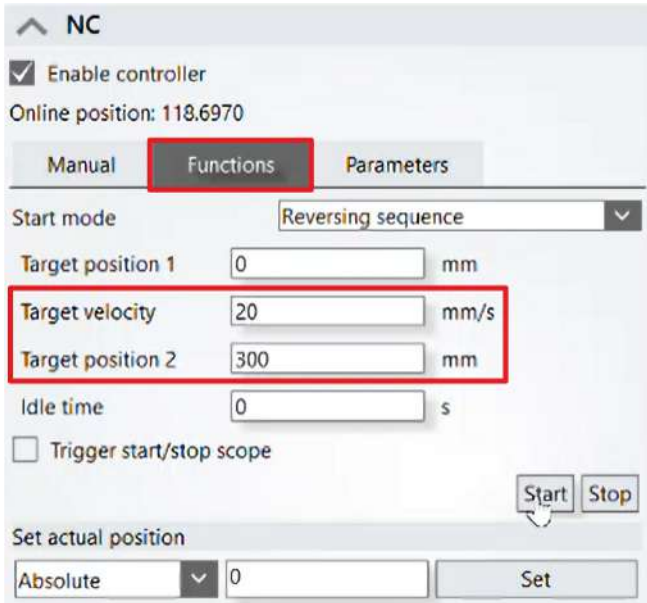 NC
Enable controller
Online position: 118.6970
Manual Functions Parameters
Start mode Reversing sequence
Target position 1 0 mm
Target velocity 20 mm/s
Target position 2 300 mm
Idle time 0 s
Trigger start/stop scope
Start Stop
Set actual position
Absolute 0 Set